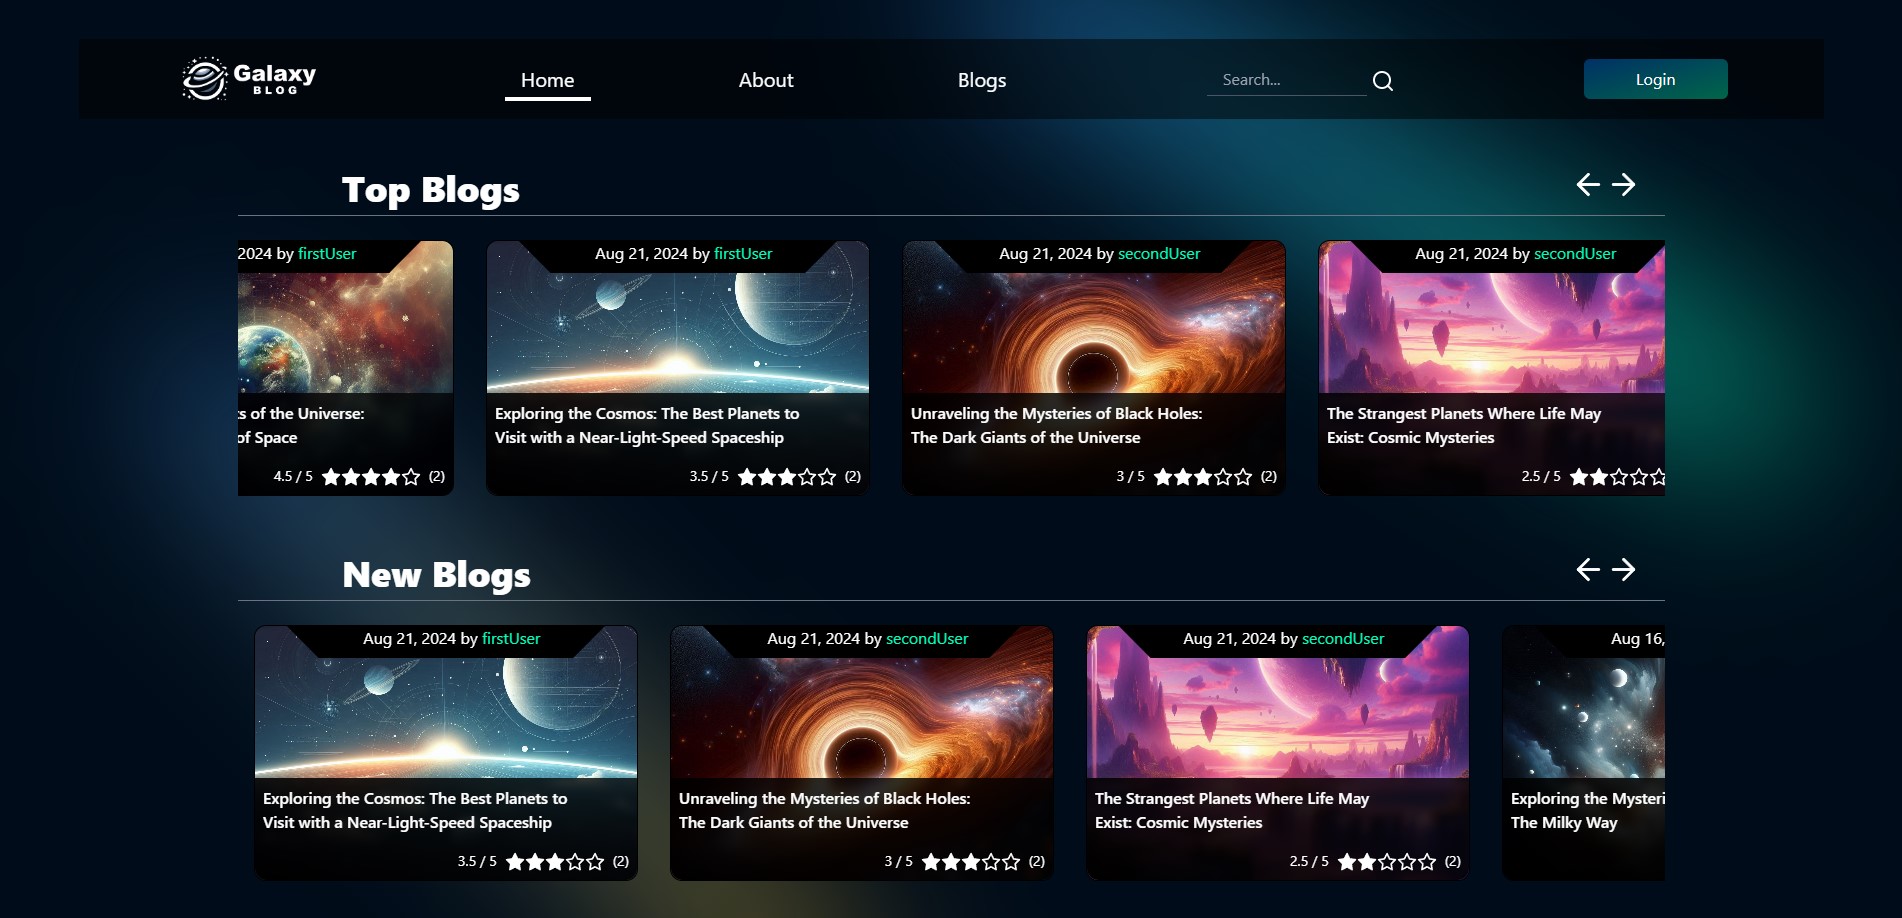 Galaxy
BLOG
Home
About
Blogs
Search...
Login
Top Blogs
2024 by firstUser
of the Universe:
of Space
4.5 / 5 (2)
Aug 21, 2024 by firstUser
Exploring the Cosmos: The Best Planets to
Visit with a Near-Light-Speed Spaceship
3.5 / 5 (2)
Aug 21, 2024 by secondUser
Unraveling the Mysteries of Black Holes:
The Dark Giants of the Universe
3 / 5 (2)
Aug 21, 2024 by secondUser
The Strangest Planets Where Life May
Exist: Cosmic Mysteries
2.5 / 5
New Blogs
Aug 21, 2024 by firstUser
Exploring the Cosmos: The Best Planets to
Visit with a Near-Light-Speed Spaceship
3.5 / 5 (2)
Aug 21, 2024 by secondUser
Unraveling the Mysteries of Black Holes:
The Dark Giants of the Universe
3 / 5 (2)
Aug 21, 2024 by secondUser
The Strangest Planets Where Life May
Exist: Cosmic Mysteries
2.5 / 5 (2)
Aug 16,
Exploring the Mysteri
The Milky Way